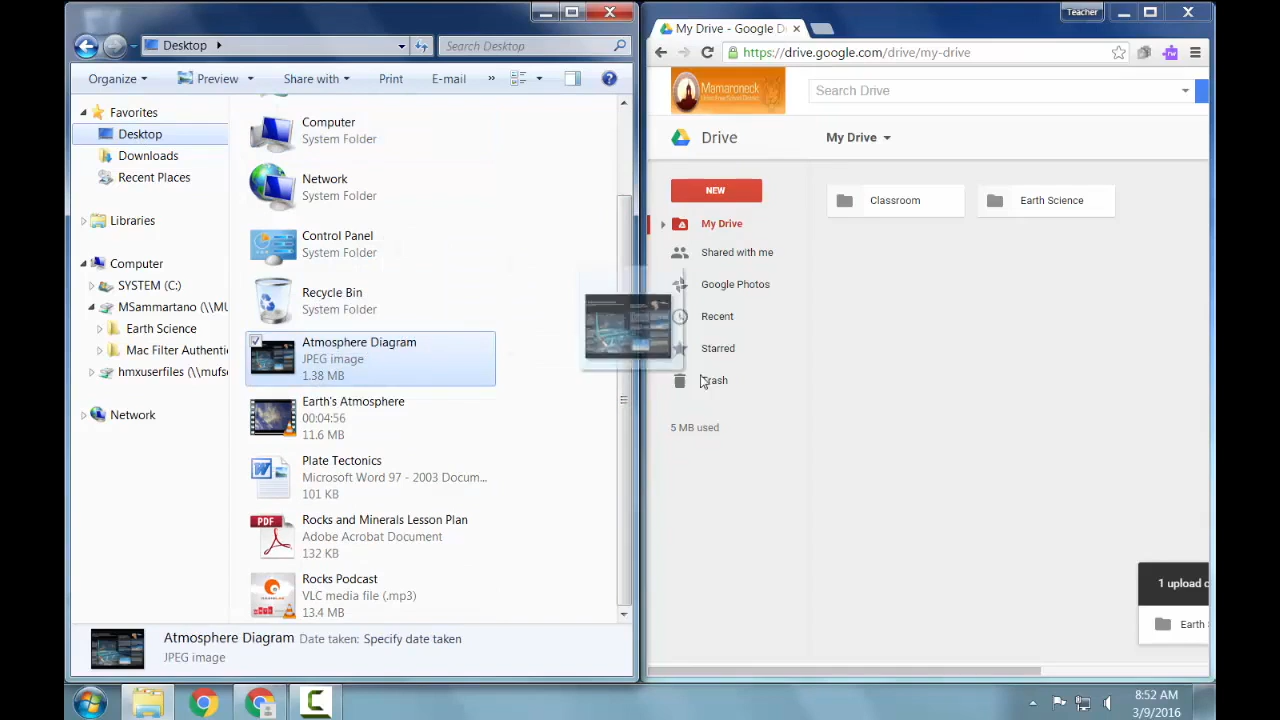 Desktop
Search Desktop
Organize
Preview
Share with
Print
E-mail
»
Favorites
Desktop
Downloads
Recent Places
Libraries
Computer
SYSTEM (C:)
MSammartano (\\MU
Earth Science
Mac Filter Authenti
hmxuserfiles (\\mufs
Network
Computer
System Folder
Network
System Folder
Control Panel
System Folder
Recycle Bin
System Folder
Atmosphere Diagram
JPEG image
1.38 MB
Earth's Atmosphere
00:04:56
11.6 MB
Plate Tectonics
Microsoft Word 97 - 2003 Docum...
101 KB
PDF
Rocks and Minerals Lesson Plan
Adobe Acrobat Document
132 KB
Rocks Podcast
VLC media file (.mp3)
13.4 MB
Atmosphere Diagram Date taken: Specify date taken
JPEG image
Teacher
My Drive - Google D
https://drive.google.com/drive/my-drive
Mamaroneck
Search Drive
Drive
My Drive
NEW
My Drive
Shared with me
Google Photos
Recent
Starred
Trash
5 MB used
Classroom
Earth Science
1 upload c
Earth S
8:52 AM
3/9/2016